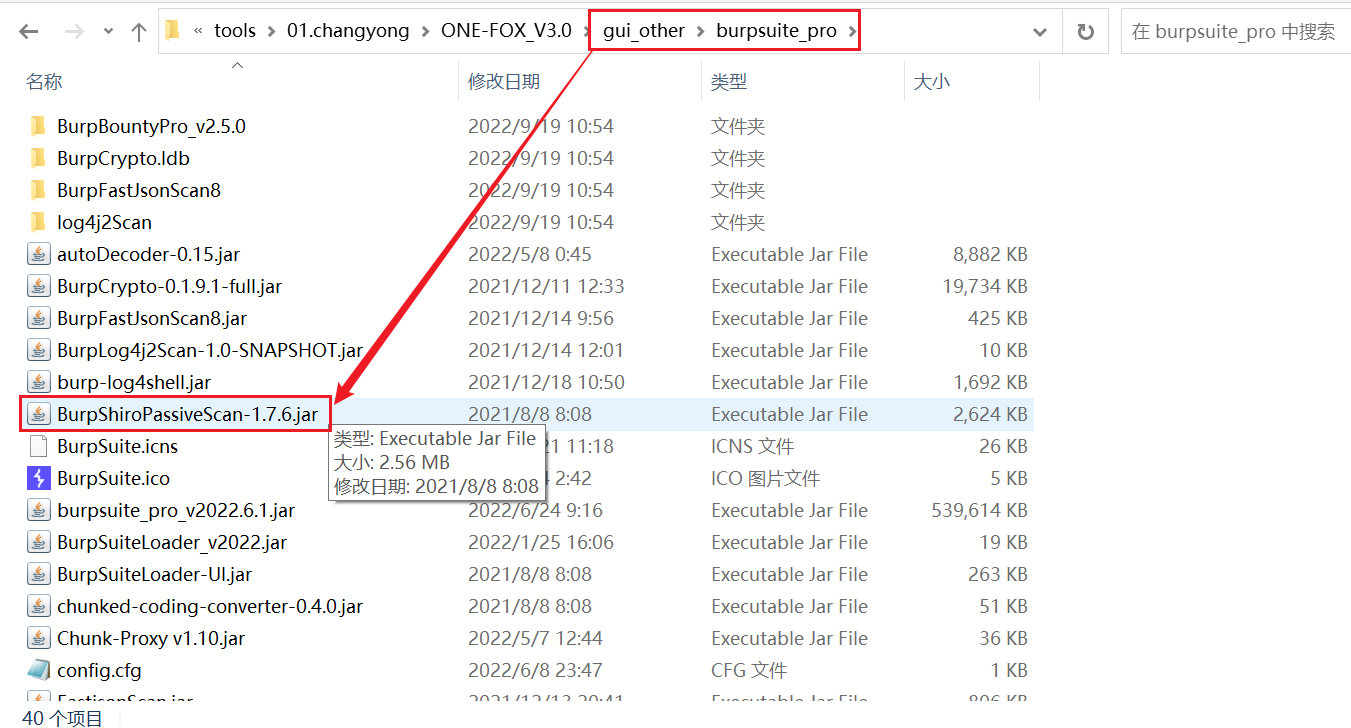 « tools › 01.changyong › ONE-FOX_V3.0 › gui_other › burpsuite_pro › 在 burpsuite_pro 中搜索
名称 修改日期 类型 大小
BurpBountyPro_v2.5.0 2022/9/19 10:54 文件夹
BurpCrypto.ldb 2022/9/19 10:54 文件夹
BurpFastJsonScan8 2022/9/19 10:54 文件夹
log4j2Scan 2022/9/19 10:54 文件夹
autoDecoder-0.15.jar 2022/5/8 0:45 Executable Jar File 8,882 KB
BurpCrypto-0.1.9.1-full.jar 2021/12/11 12:33 Executable Jar File 19,734 KB
BurpFastJsonScan8.jar 2021/12/14 9:56 Executable Jar File 425 KB
BurpLog4j2Scan-1.0-SNAPSHOT.jar 2021/12/14 12:01 Executable Jar File 10 KB
burp-log4shell.jar 2021/12/18 10:50 Executable Jar File 1,692 KB
BurpShiroPassiveScan-1.7.6.jar 2021/8/8 8:08 Executable Jar File 2,624 KB
类型: Executable Jar File
大小: 2.56 MB
修改日期: 2021/8/8 8:08
BurpSuite.icns 11:18 ICNS 文件 26 KB
BurpSuite.ico 2:42 ICO 图片文件 5 KB
burpsuite_pro_v2022.6.1.jar 2022/6/24 9:16 Executable Jar File 539,614 KB
BurpSuiteLoader_v2022.jar 2022/1/25 16:06 Executable Jar File 19 KB
BurpSuiteLoader-UI.jar 2021/8/8 8:08 Executable Jar File 263 KB
chunked-coding-converter-0.4.0.jar 2021/8/8 8:08 Executable Jar File 51 KB
Chunk-Proxy v1.10.jar 2022/5/7 12:44 Executable Jar File 36 KB
config.cfg 2022/6/8 23:47 CFG 文件 1 KB
FastjsonScan.jar 2021/12/13 20:41 Executable Jar File 806 KB
40 个项目